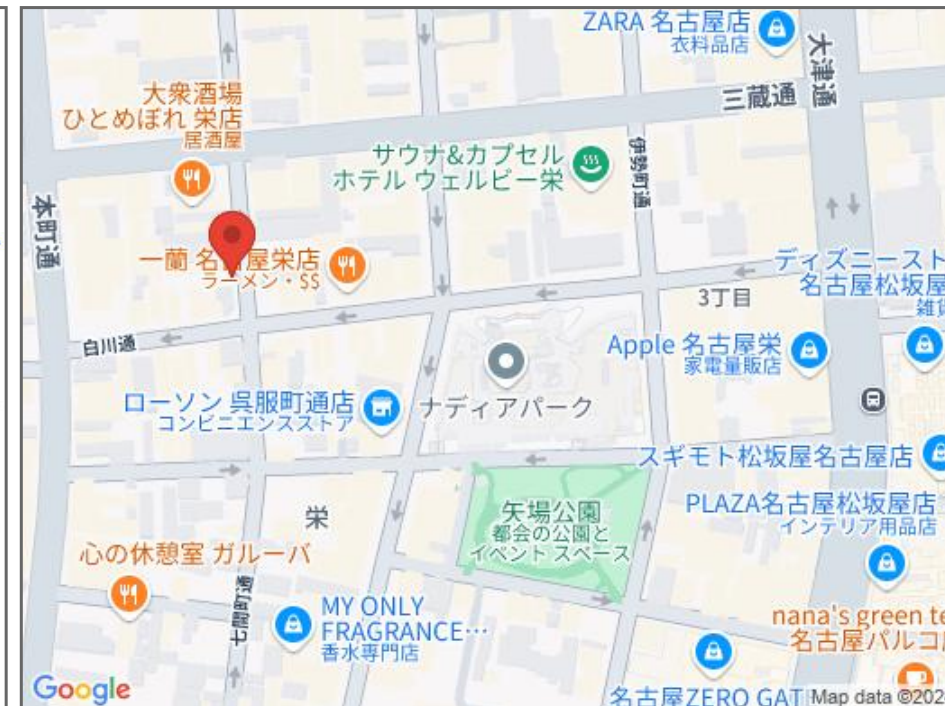 ZARA 名古屋店
衣料品店
大津通
大衆酒場
ひとめぼれ 栄店
居酒屋
三蔵通
サウナ&カプセル
ホテル ウェルビー栄
伊勢町通
本町通
一蘭 名古屋栄店
ラーメン・SS
ディズニースト
名古屋松坂屋
雑貨
3丁目
白川通
Apple 名古屋栄
家電量販店
ローソン 呉服町通店
コンビニエンスストア
ナディアパーク
スギモト松坂屋名古屋店
矢場公園
都会の公園と
イベント スペース
PLAZA名古屋松坂屋店
インテリア用品店
栄
心の休憩室 ガルーバ
七間町通
MY ONLY
FRAGRANCE…
香水専門店
nana's green te
名古屋パルコ
名古屋ZERO GAT
Google
Map data ©202